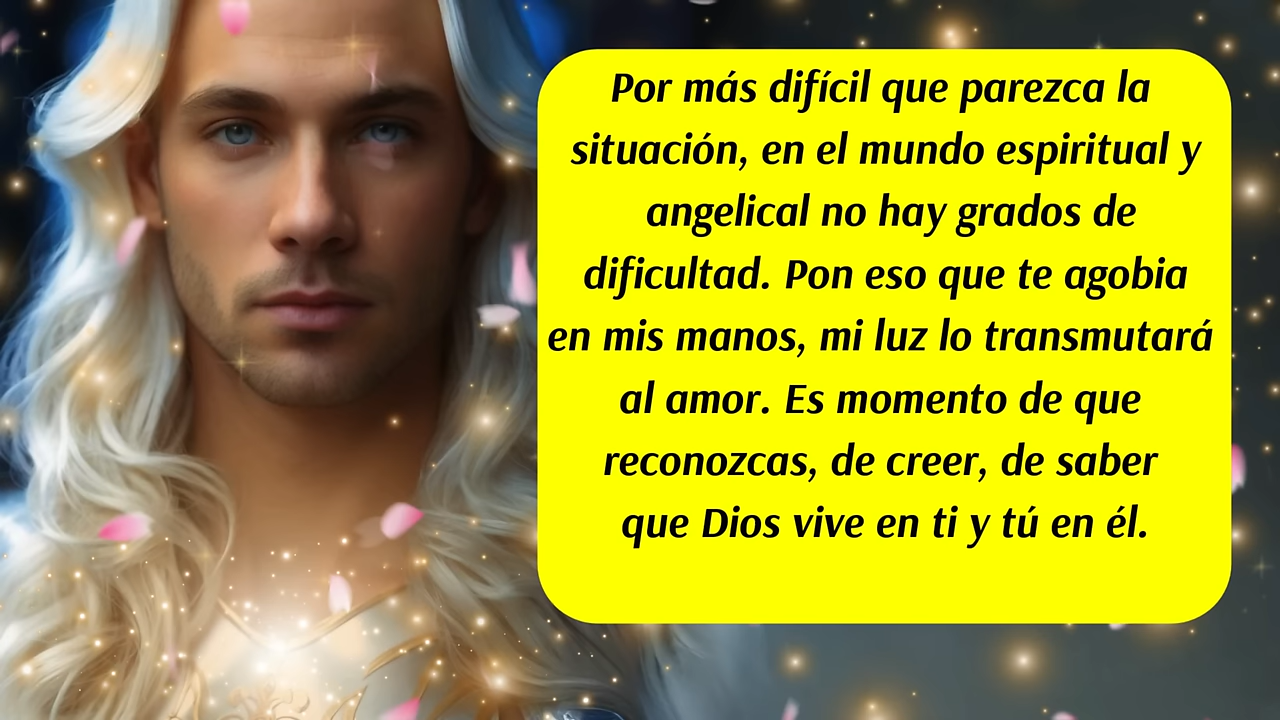 Por más difícil que parezca la
situación, en el mundo espiritual y
angelical no hay grados de
dificultad. Pon eso que te agobia
en mis manos, mi luz lo transmutará
al amor. Es momento de que
reconozcas, de creer, de saber
que Dios vive en ti y tú en él.